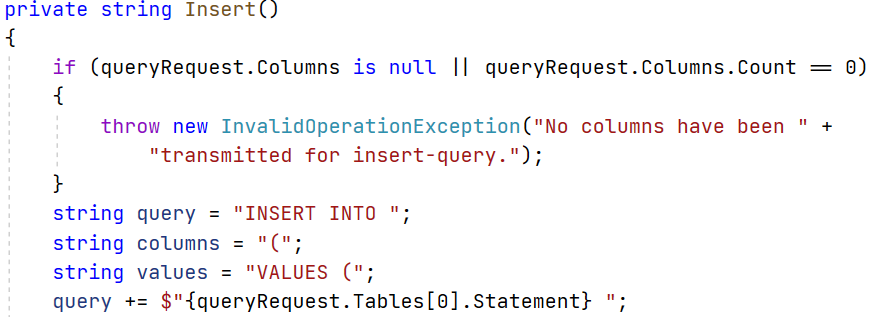 private string Insert()
{
    if (queryRequest.Columns is null || queryRequest.Columns.Count == 0)
    {
        throw new InvalidOperationException("No columns have been " +
            "transmitted for insert-query.");
    }
    string query = "INSERT INTO ";
    string columns = "(";
    string values = "VALUES (";
    query += $"{queryRequest.Tables[0].Statement} ";